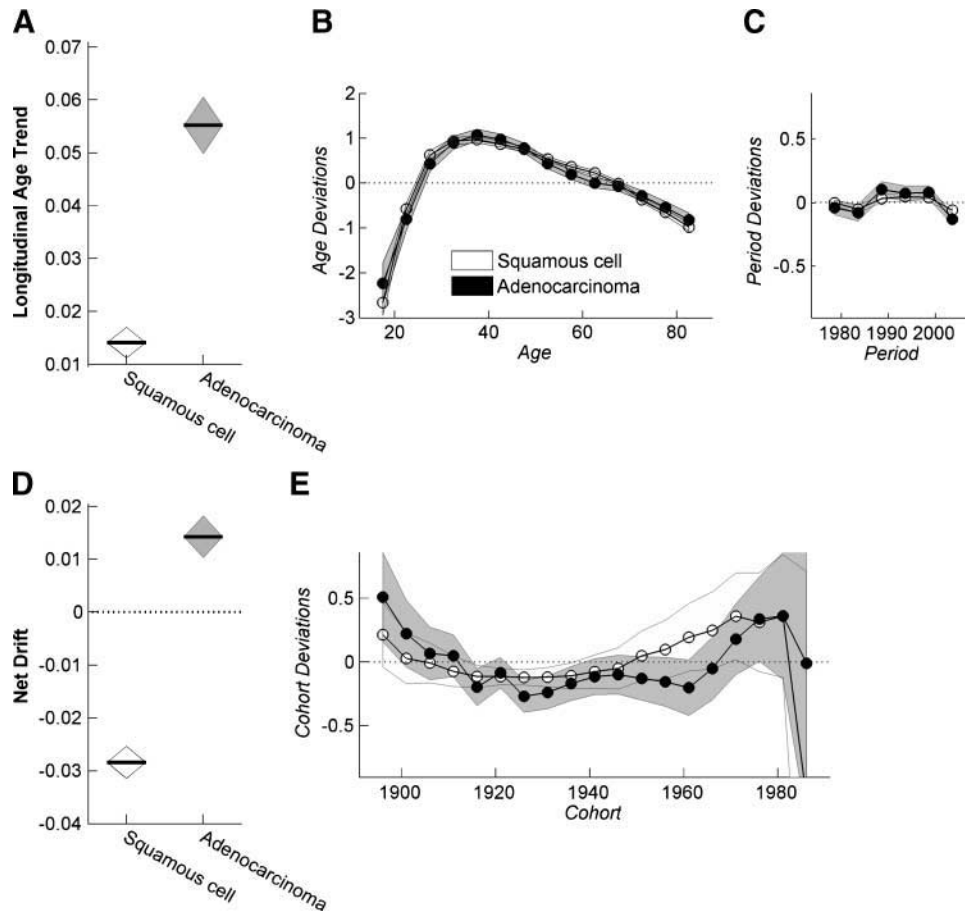 A
Longitudinal Age Trend
0.07
0.06
0.05
0.04
0.03
0.02
0.01
Squamous cell
Adenocarcinoma
B
Age Deviations
2
1
0
-1
-2
-3
Squamous cell
Adenocarcinoma
20 40 60 80
Age
C
Period Deviations
0.5
0
-0.5
1980 1990 2000
Period
D
Net Drift
0.02
0.01
0
-0.01
-0.02
-0.03
-0.04
Squamous cell
Adenocarcinoma
E
Cohort Deviations
0.5
0
-0.5
1900 1920 1940 1960 1980
Cohort